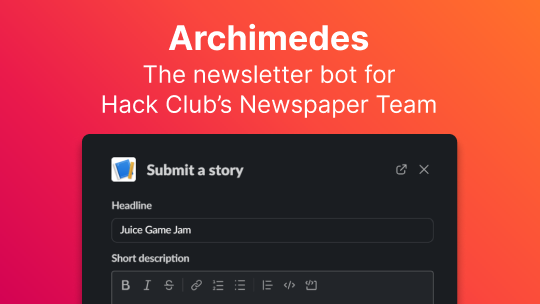 Archimedes
The newsletter bot for
Hack Club’s Newspaper Team
Submit a story
Headline
Juice Game Jam
Short description
B I S